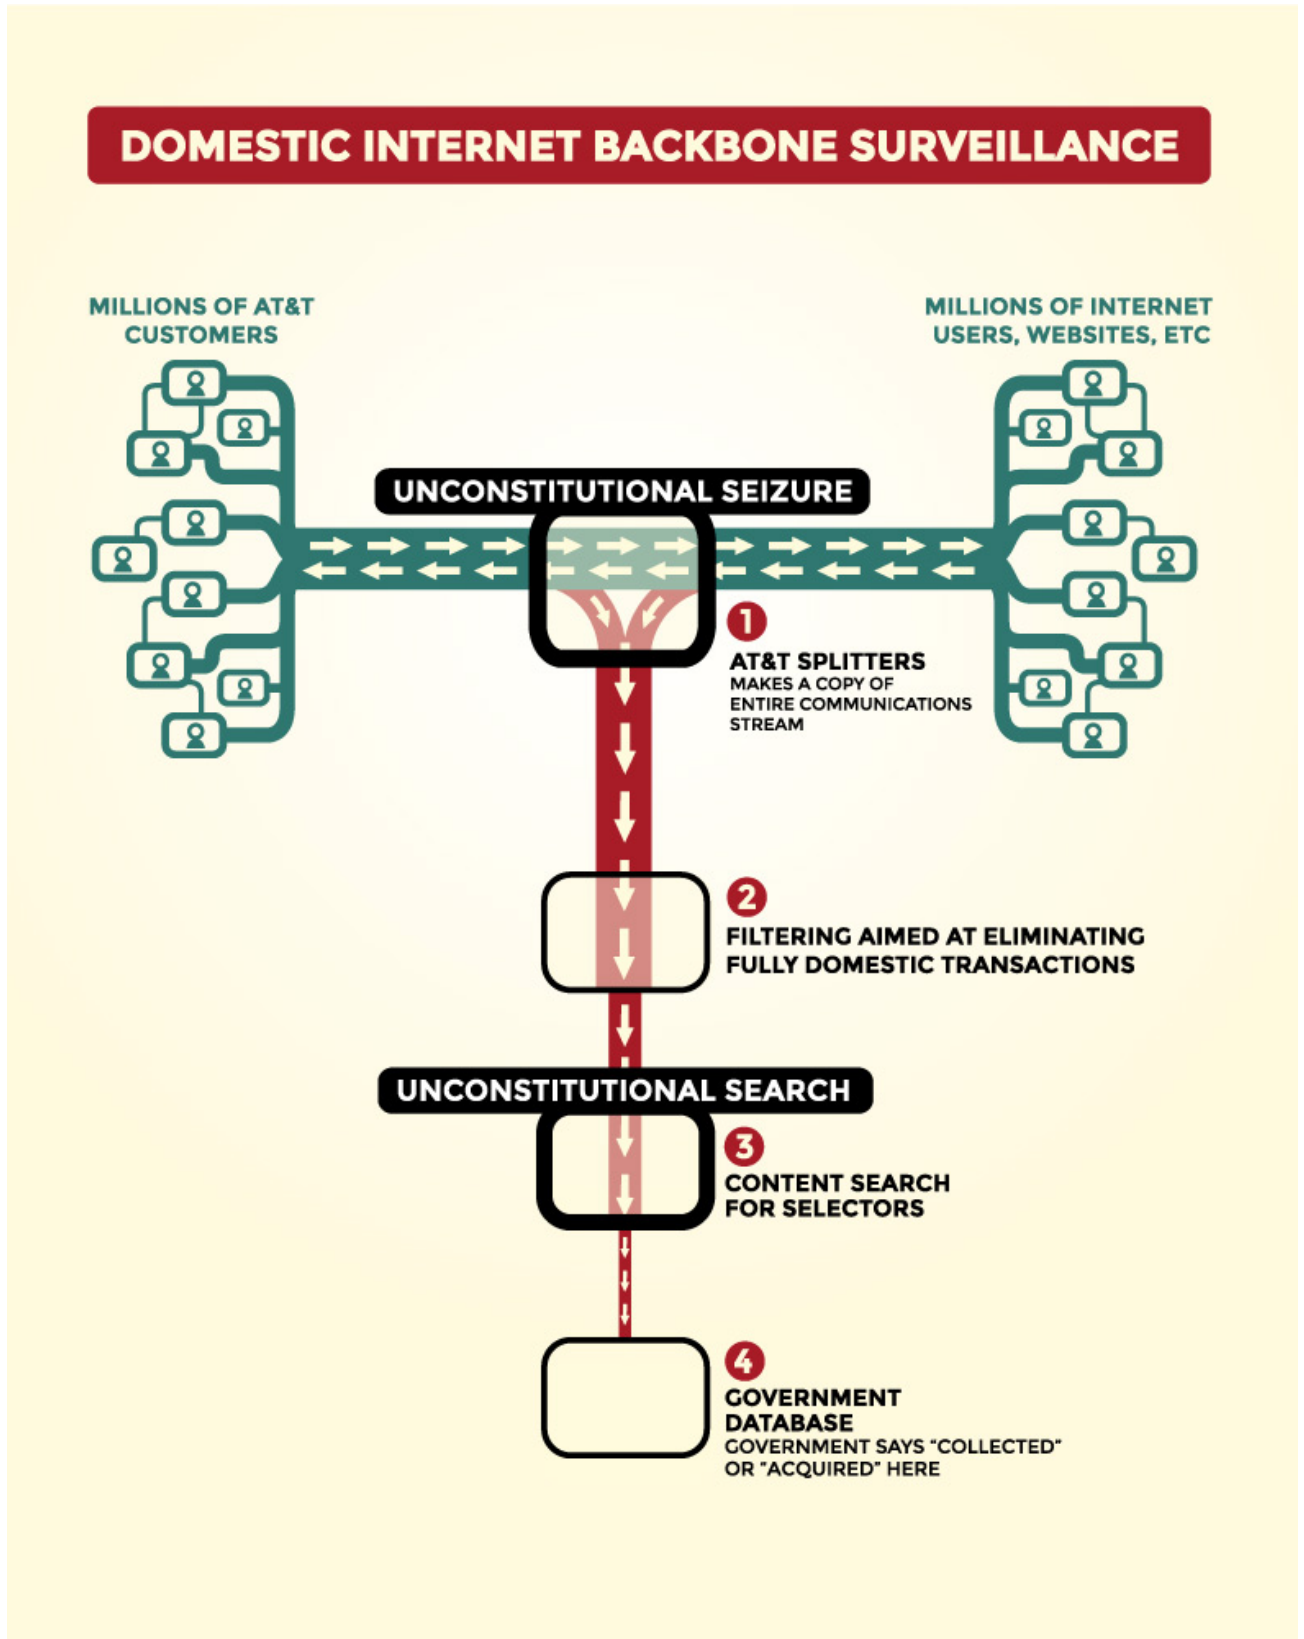 DOMESTIC INTERNET BACKBONE SURVEILLANCE
MILLIONS OF AT&T
CUSTOMERS
MILLIONS OF INTERNET
USERS, WEBSITES, ETC
UNCONSTITUTIONAL SEIZURE
1
AT&T SPLITTERS
MAKES A COPY OF
ENTIRE COMMUNICATIONS
STREAM
2
FILTERING AIMED AT ELIMINATING
FULLY DOMESTIC TRANSACTIONS
UNCONSTITUTIONAL SEARCH
3
CONTENT SEARCH
FOR SELECTORS
4
GOVERNMENT
DATABASE
GOVERNMENT SAYS "COLLECTED"
OR "ACQUIRED" HERE